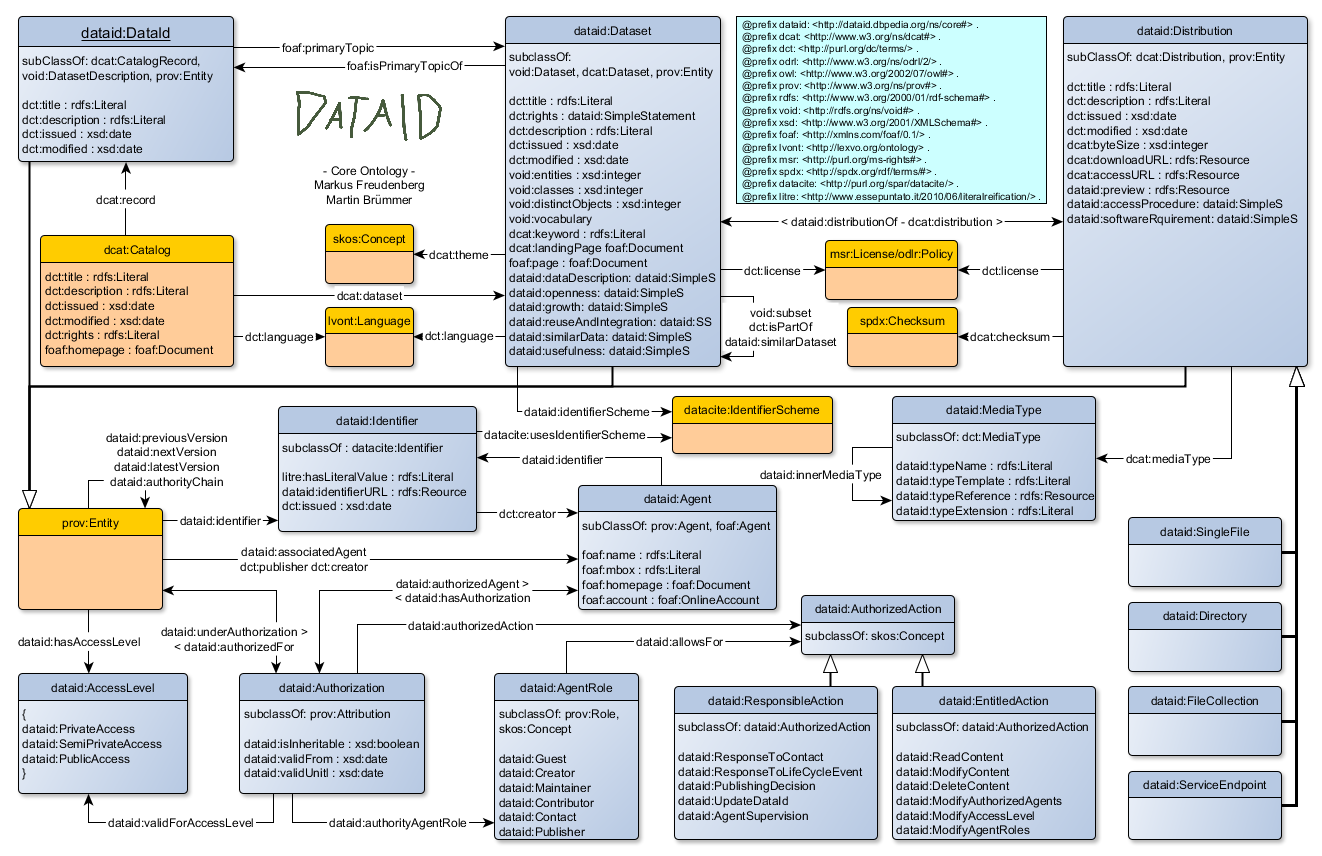 dataid:DataId
subClassOf: dcat:CatalogRecord,
void:DatasetDescription, prov:Entity
dct:title : rdfs:Literal
dct:description : rdfs:Literal
dct:issued : xsd:date
dct:modified : xsd:date
foaf:primaryTopic
foaf:isPrimaryTopicOf
DATAID
- Core Ontology -
Markus Freudenberg
Martin Brümmer
dataid:Dataset
subclassOf:
void:Dataset, dcat:Dataset, prov:Entity
dct:title : rdfs:Literal
dct:rights : dataid:SimpleStatement
dct:description : rdfs:Literal
dct:issued : xsd:date
dct:modified : xsd:date
void:entities : xsd:integer
void:classes : xsd:integer
void:distinctObjects : xsd:integer
void:vocabulary
dcat:keyword : rdfs:Literal
dcat:landingPage foaf:Document
foaf:page : foaf:Document
dataid:dataDescription: dataid:SimpleS
dataid:openness: dataid:SimpleS
dataid:growth: dataid:SimpleS
dataid:reuseAndIntegration: dataid:SS
dataid:similarData: dataid:SimpleS
dataid:usefulness: dataid:SimpleS
@prefix dataid: <http://dataid.dbpedia.org/ns/core#> .
@prefix dcat: <http://www.w3.org/ns/dcat#> .
@prefix dct: <http://purl.org/dc/terms/> .
@prefix odrl: <http://www.w3.org/ns/odrl/2/> .
@prefix owl: <http://www.w3.org/2002/07/owl#> .
@prefix prov: <http://www.w3.org/ns/prov#> .
@prefix rdfs: <http://www.w3.org/2000/01/rdf-schema#> .
@prefix void: <http://rdfs.org/ns/void#> .
@prefix xsd: <http://www.w3.org/2001/XMLSchema#> .
@prefix foaf: <http://xmlns.com/foaf/0.1/> .
@prefix lvont: <http://lexvo.org/ontology> .
@prefix msr: <http://purl.org/ms-rights#> .
@prefix spdx: <http://spdx.org/rdf/terms/#> .
@prefix datacite: <http://purl.org/spar/datacite/> .
@prefix litre: <http://www.essepuntato.it/2010/06/literalreification/> .
dataid:Distribution
subClassOf: dcat:Distribution, prov:Entity
dct:title : rdfs:Literal
dct:description : rdfs:Literal
dct:issued : xsd:date
dct:modified : xsd:date
dcat:byteSize : xsd:integer
dcat:downloadURL: rdfs:Resource
dcat:accessURL : rdfs:Resource
dataid:preview : rdfs:Resource
dataid:accessProcedure: dataid:SimpleS
dataid:softwareRquirement: dataid:SimpleS
dcat:record
dcat:Catalog
dct:title : rdfs:Literal
dct:description : rdfs:Literal
dct:issued : xsd:date
dct:modified : xsd:date
dct:rights : rdfs:Literal
foaf:homepage : foaf:Document
skos:Concept
dcat:theme
dcat:dataset
lvont:Language
dct:language
dct:language
< dataid:distributionOf - dcat:distribution >
msr:License/odlr:Policy
dct:license
dct:license
void:subset
dct:isPartOf
dataid:similarDataset
spdx:Checksum
dcat:checksum
dataid:identifierScheme
datacite:usesIdentifierScheme
datacite:IdentifierScheme
dataid:Identifier
subclassOf : datacite:Identifier
litre:hasLiteralValue : rdfs:Literal
dataid:identifierURL : rdfs:Reource
dct:issued : xsd:date
dataid:identifier
dct:creator
dataid:MediaType
subClassOf: dct:MediaType
dataid:typeName : rdfs:Literal
dataid:typeTemplate : rdfs:Literal
dataid:typeReference : rdfs:Resource
dataid:typeExtension : rdfs:Literal
dataid:innerMediaType
dcat:mediaType
dataid:previousVersion
dataid:nextVersion
dataid:latestVersion
dataid:authorityChain
prov:Entity
dataid:identifier
dataid:associatedAgent
dct:publisher dct:creator
dataid:Agent
subClassOf: prov:Agent, foaf:Agent
foaf:name : rdfs:Literal
foaf:mbox : rdfs:Literal
foaf:homepage : foaf:Document
foaf:account : foaf:OnlineAccount
dataid:authorizedAgent >
< dataid:hasAuthorization
dataid:underAuthorization >
< dataid:authorizedFor
dataid:hasAccessLevel
dataid:authorizedAction
dataid:allowsFor
dataid:AuthorizedAction
subClassOf: skos:Concept
dataid:SingleFile
dataid:Directory
dataid:FileCollection
dataid:ServiceEndpoint
dataid:AccessLevel
{
dataid:PrivateAccess
dataid:SemiPrivateAccess
dataid:PublicAccess
}
dataid:Authorization
subclassOf: prov:Attribution
dataid:isInheritable : xsd:boolean
dataid:validFrom : xsd:date
dataid:validUnitl : xsd:date
dataid:AgentRole
subclassOf: prov:Role,
skos:Concept
dataid:Guest
dataid:Creator
dataid:Maintainer
dataid:Contributor
dataid:Contact
dataid:Publisher
dataid:ResponsibleAction
subClassOf: dataid:AuthorizedAction
dataid:ResponseToContact
dataid:ResponseToLifeCycleEvent
dataid:PublishingDecision
dataid:UpdateDataId
dataid:AgentSupervision
dataid:EntitledAction
subClassOf: dataid:AuthorizedAction
dataid:ReadContent
dataid:ModifyContent
dataid:DeleteContent
dataid:ModifyAuthorizedAgents
dataid:ModifyAccessLevel
dataid:ModifyAgentRoles
dataid:validForAccessLevel
dataid:authorityAgentRole